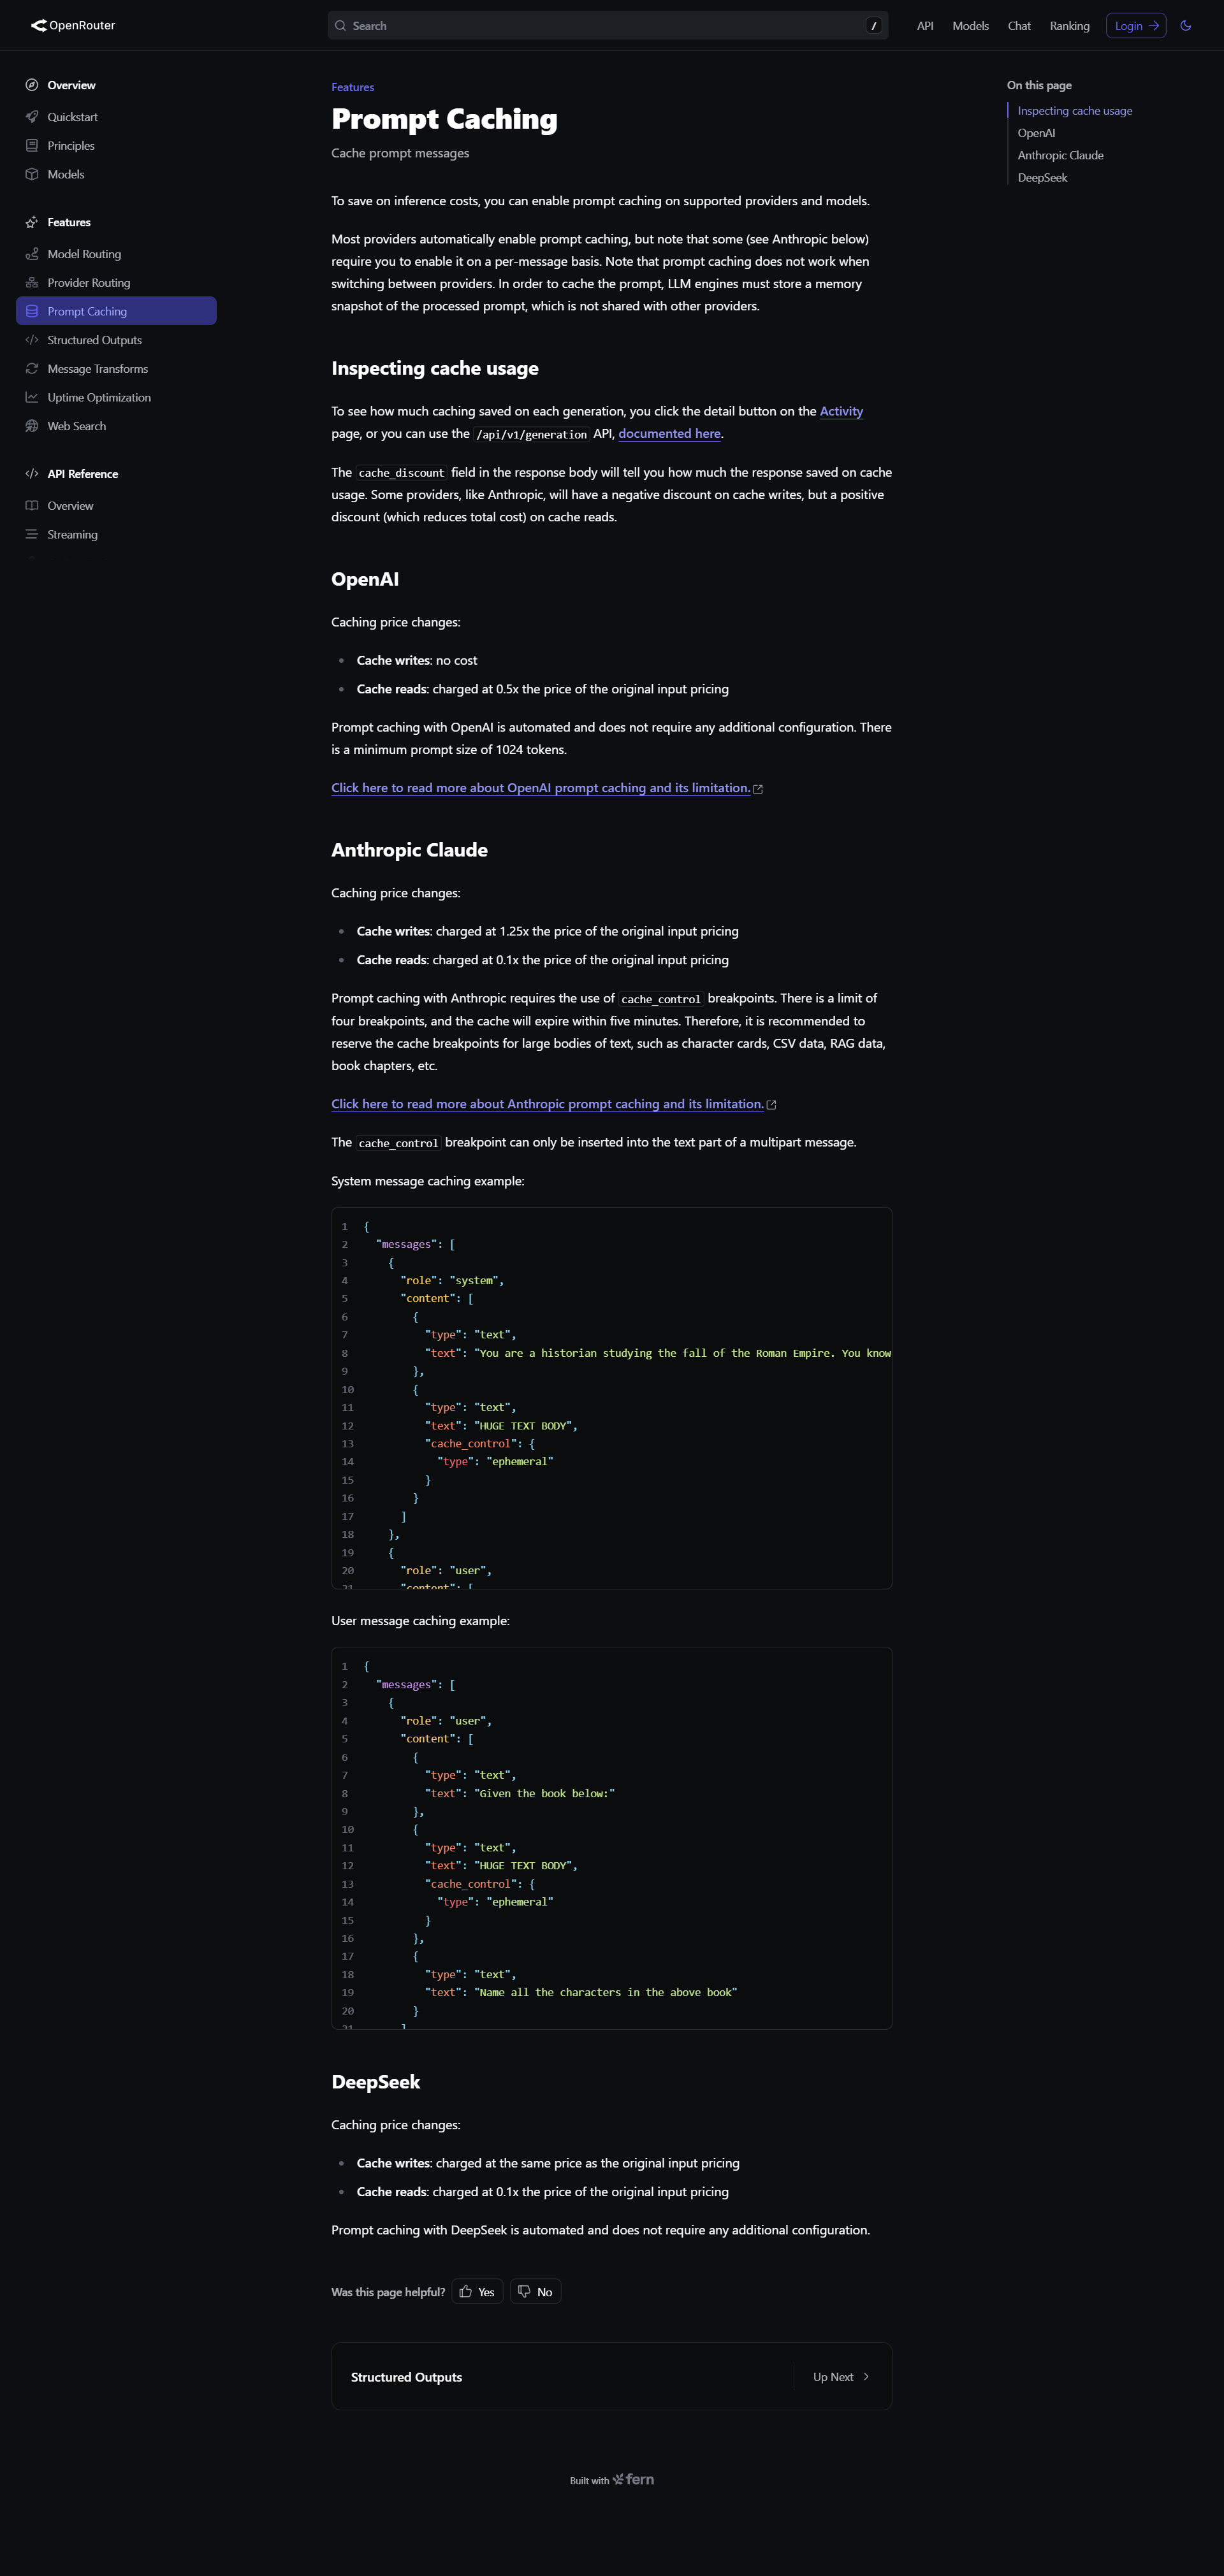 OpenRouter
Search
/
API
Models
Chat
Ranking
Login
Overview
Quickstart
Principles
Models
Features
Model Routing
Provider Routing
Prompt Caching
Structured Outputs
Message Transforms
Uptime Optimization
Web Search
API Reference
Overview
Streaming
Features
Prompt Caching
Cache prompt messages
To save on inference costs, you can enable prompt caching on supported providers and models.
Most providers automatically enable prompt caching, but note that some (see Anthropic below)
require you to enable it on a per-message basis. Note that prompt caching does not work when
switching between providers. In order to cache the prompt, LLM engines must store a memory
snapshot of the processed prompt, which is not shared with other providers.
Inspecting cache usage
To see how much caching saved on each generation, you click the detail button on the Activity
page, or you can use the /api/v1/generation API, documented here.
The cache_discount field in the response body will tell you how much the response saved on cache
usage. Some providers, like Anthropic, will have a negative discount on cache writes, but a positive
discount (which reduces total cost) on cache reads.
OpenAI
Caching price changes:
• Cache writes: no cost
• Cache reads: charged at 0.5x the price of the original input pricing
Prompt caching with OpenAI is automated and does not require any additional configuration. There
is a minimum prompt size of 1024 tokens.
Click here to read more about OpenAI prompt caching and its limitation.
Anthropic Claude
Caching price changes:
• Cache writes: charged at 1.25x the price of the original input pricing
• Cache reads: charged at 0.1x the price of the original input pricing
Prompt caching with Anthropic requires the use of cache_control breakpoints. There is a limit of
four breakpoints, and the cache will expire within five minutes. Therefore, it is recommended to
reserve the cache breakpoints for large bodies of text, such as character cards, CSV data, RAG data,
book chapters, etc.
Click here to read more about Anthropic prompt caching and its limitation.
The cache_control breakpoint can only be inserted into the text part of a multipart message.
System message caching example:
1 {
2   "messages": [
3     {
4       "role": "system",
5       "content": [
6         {
7           "type": "text",
8           "text": "You are a historian studying the fall of the Roman Empire. You know
9         },
10         {
11           "type": "text",
12           "text": "HUGE TEXT BODY",
13           "cache_control": {
14             "type": "ephemeral"
15           }
16         }
17       ]
18     },
19     {
20       "role": "user",
21       "content": [
User message caching example:
1 {
2   "messages": [
3     {
4       "role": "user",
5       "content": [
6         {
7           "type": "text",
8           "text": "Given the book below:"
9         },
10         {
11           "type": "text",
12           "text": "HUGE TEXT BODY",
13           "cache_control": {
14             "type": "ephemeral"
15           }
16         },
17         {
18           "type": "text",
19           "text": "Name all the characters in the above book"
20         }
21       ]
DeepSeek
Caching price changes:
• Cache writes: charged at the same price as the original input pricing
• Cache reads: charged at 0.1x the price of the original input pricing
Prompt caching with DeepSeek is automated and does not require any additional configuration.
Was this page helpful? Yes No
Structured Outputs
Up Next
Built with fern
On this page
Inspecting cache usage
OpenAI
Anthropic Claude
DeepSeek